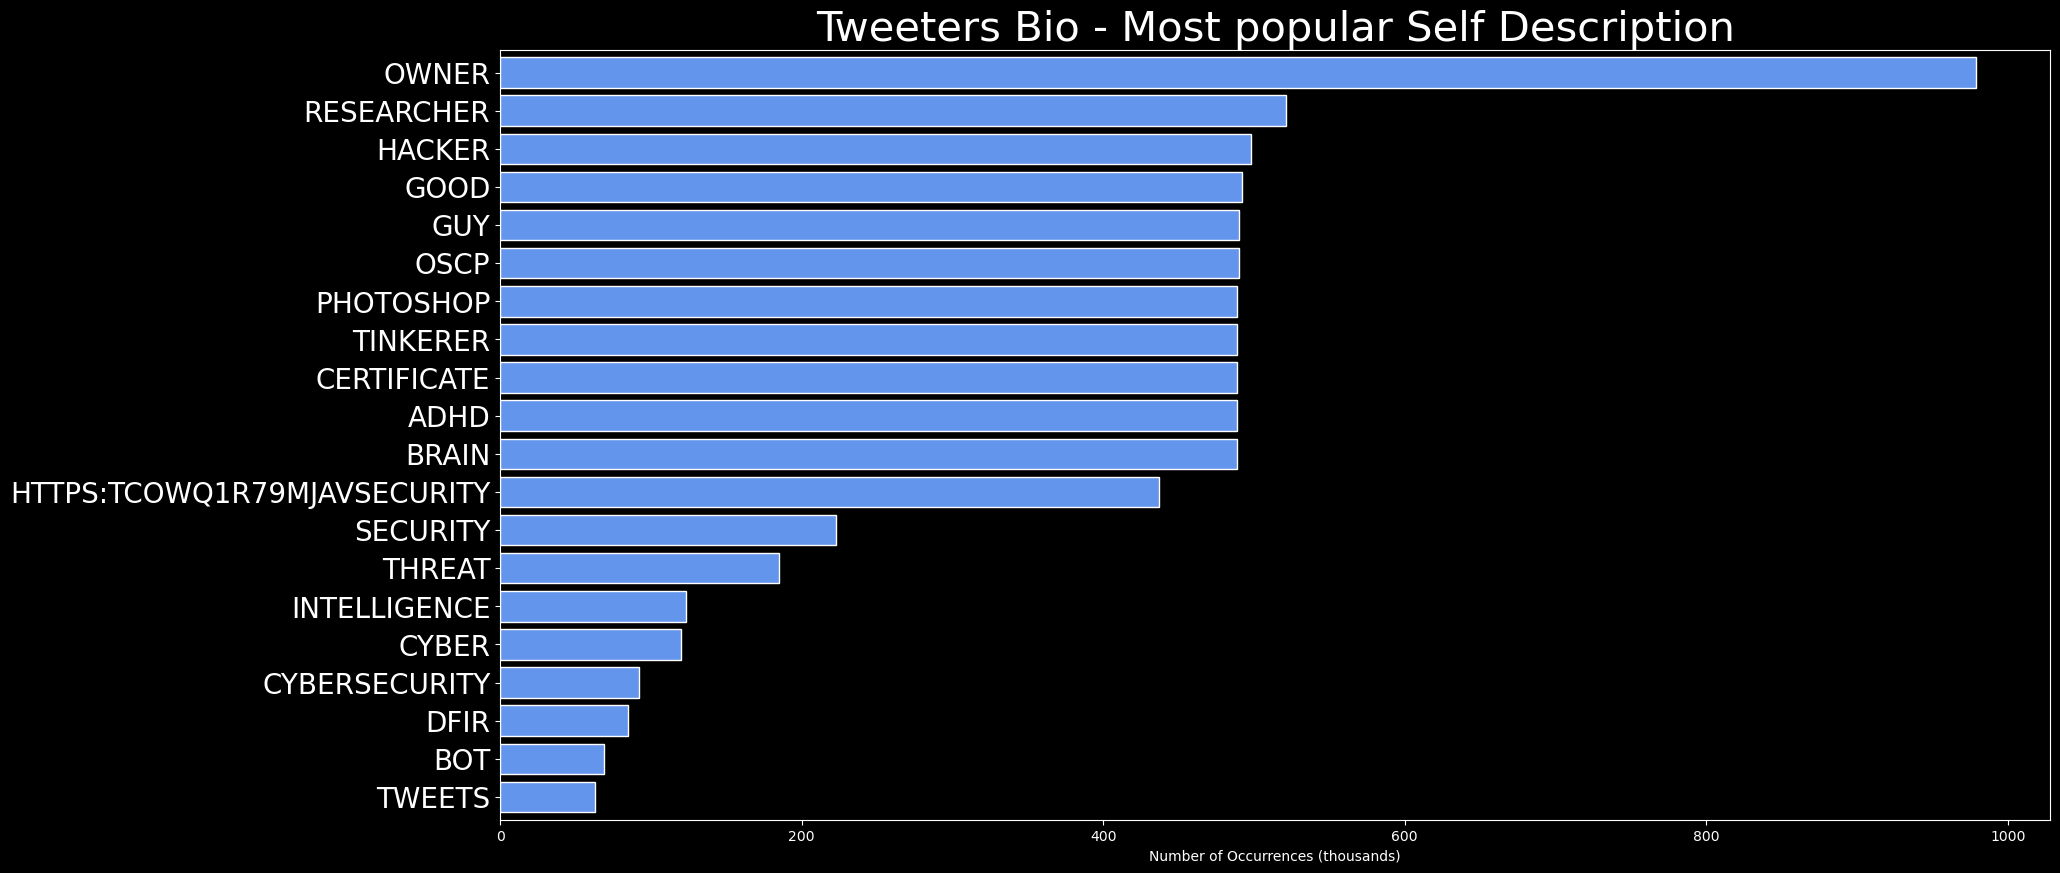 Tweeters Bio - Most popular Self Description
OWNER
RESEARCHER
HACKER
GOOD
GUY
OSCP
PHOTOSHOP
TINKERER
CERTIFICATE
ADHD
BRAIN
HTTPS:TCOWQ1R79MJAVSECURITY
SECURITY
THREAT
INTELLIGENCE
CYBER
CYBERSECURITY
DFIR
BOT
TWEETS
0 200 400 600 800 1000
Number of Occurrences (thousands)